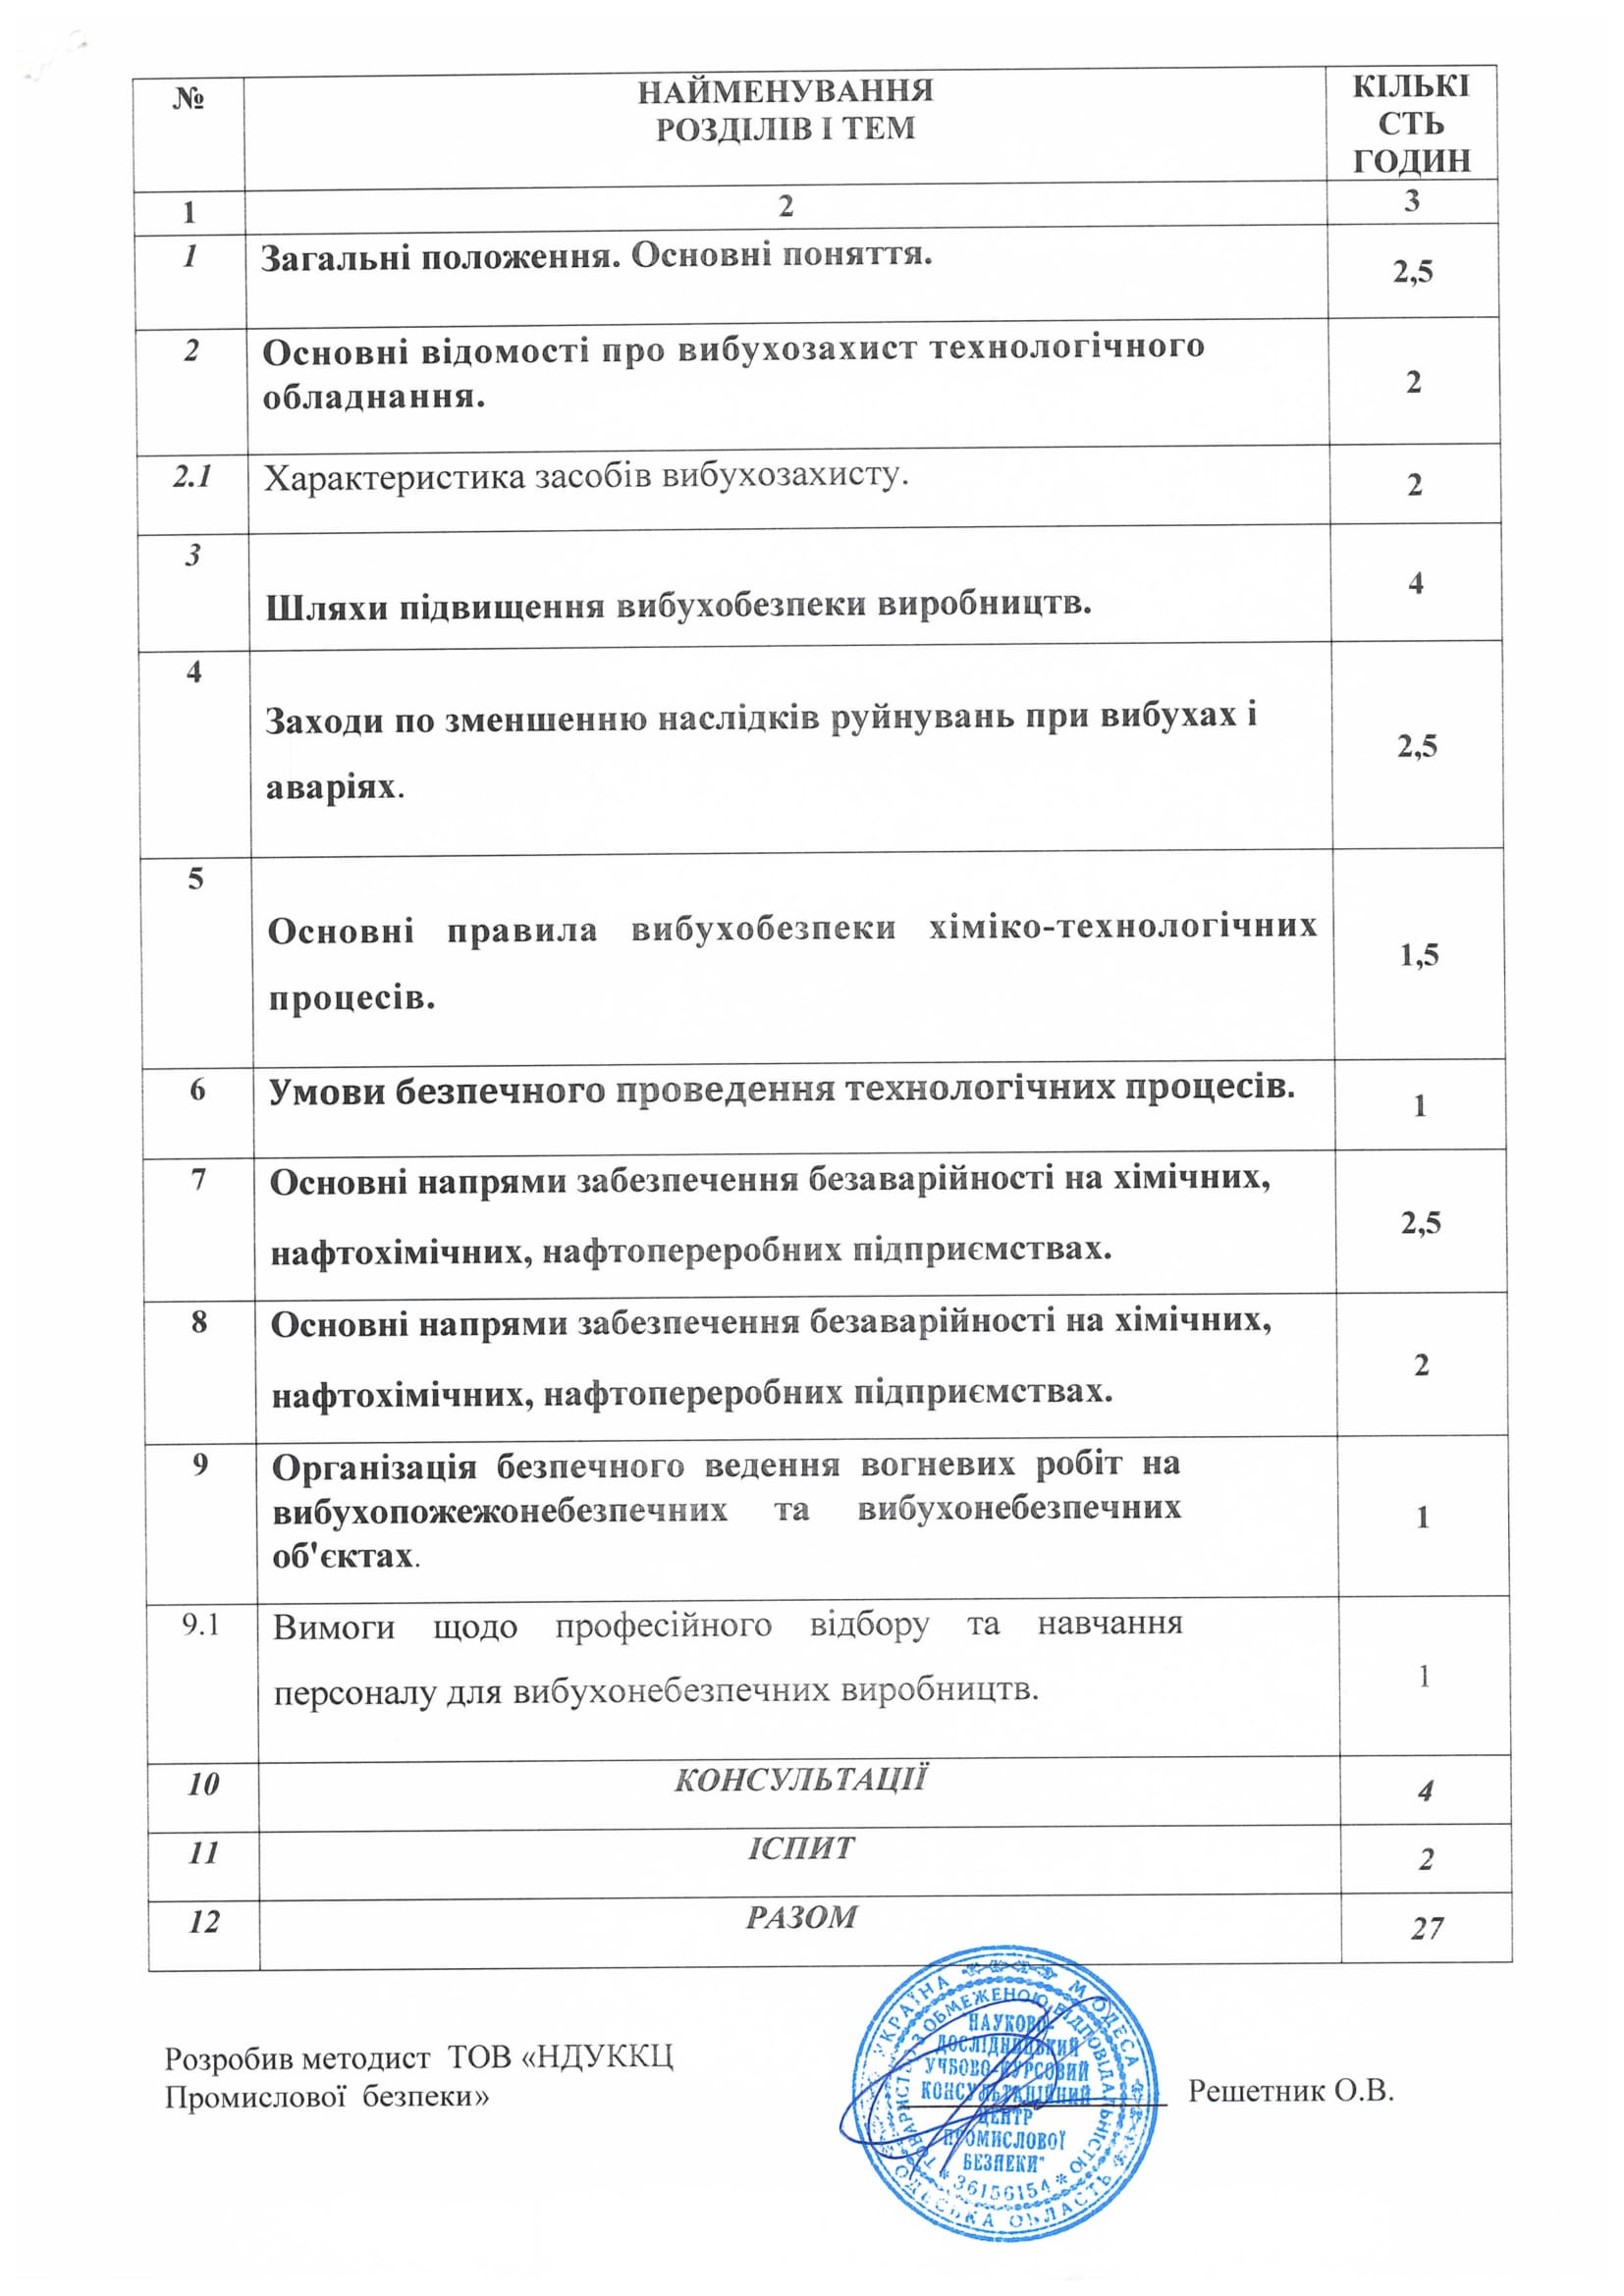 №
НАЙМЕНУВАННЯ
РОЗДІЛІВ І ТЕМ
КІЛЬКІ
СТЬ
ГОДИН
1
2
3
1
Загальні положення. Основні поняття.
2,5
2
Основні відомості про вибухозахист технологічного
обладнання.
2
2.1
Характеристика засобів вибухозахисту.
2
3
Шляхи підвищення вибухобезпеки виробництв.
4
4
Заходи по зменшенню наслідків руйнувань при вибухах і
аваріях.
2,5
5
Основні правила вибухобезпеки хіміко-технологічних
процесів.
1,5
6
Умови безпечного проведення технологічних процесів.
1
7
Основні напрями забезпечення безаварійності на хімічних,
нафтохімічних, нафтопереробних підприємствах.
2,5
8
Основні напрями забезпечення безаварійності на хімічних,
нафтохімічних, нафтопереробних підприємствах.
2
9
Організація безпечного ведення вогневих робіт на
вибухопожежонебезпечних та вибухонебезпечних
об'єктах.
1
9.1
Вимоги щодо професійного відбору та навчання
персоналу для вибухонебезпечних виробництв.
1
10
КОНСУЛЬТАЦІЇ
4
11
ІСПИТ
2
12
РАЗОМ
27
Розробив методист ТОВ «НДУККЦ
Промислової безпеки»
Решетник О.В.
УКРАЇНА М.ОДЕСА
ОДЕСЬКА ОБЛАСТЬ
ТОВАРИСТВО З ОБМЕЖЕНОЮ ВІДПОВІДАЛЬНІСТЮ
НАУКОВО-
ДОСЛІДНИЦЬКИЙ
УЧБОВО-КУРСОВИЙ
КОНСУЛЬТАЦІЙНИЙ
ЦЕНТР
ПРОМИСЛОВОЇ
БЕЗПЕКИ"
* 36156154 *